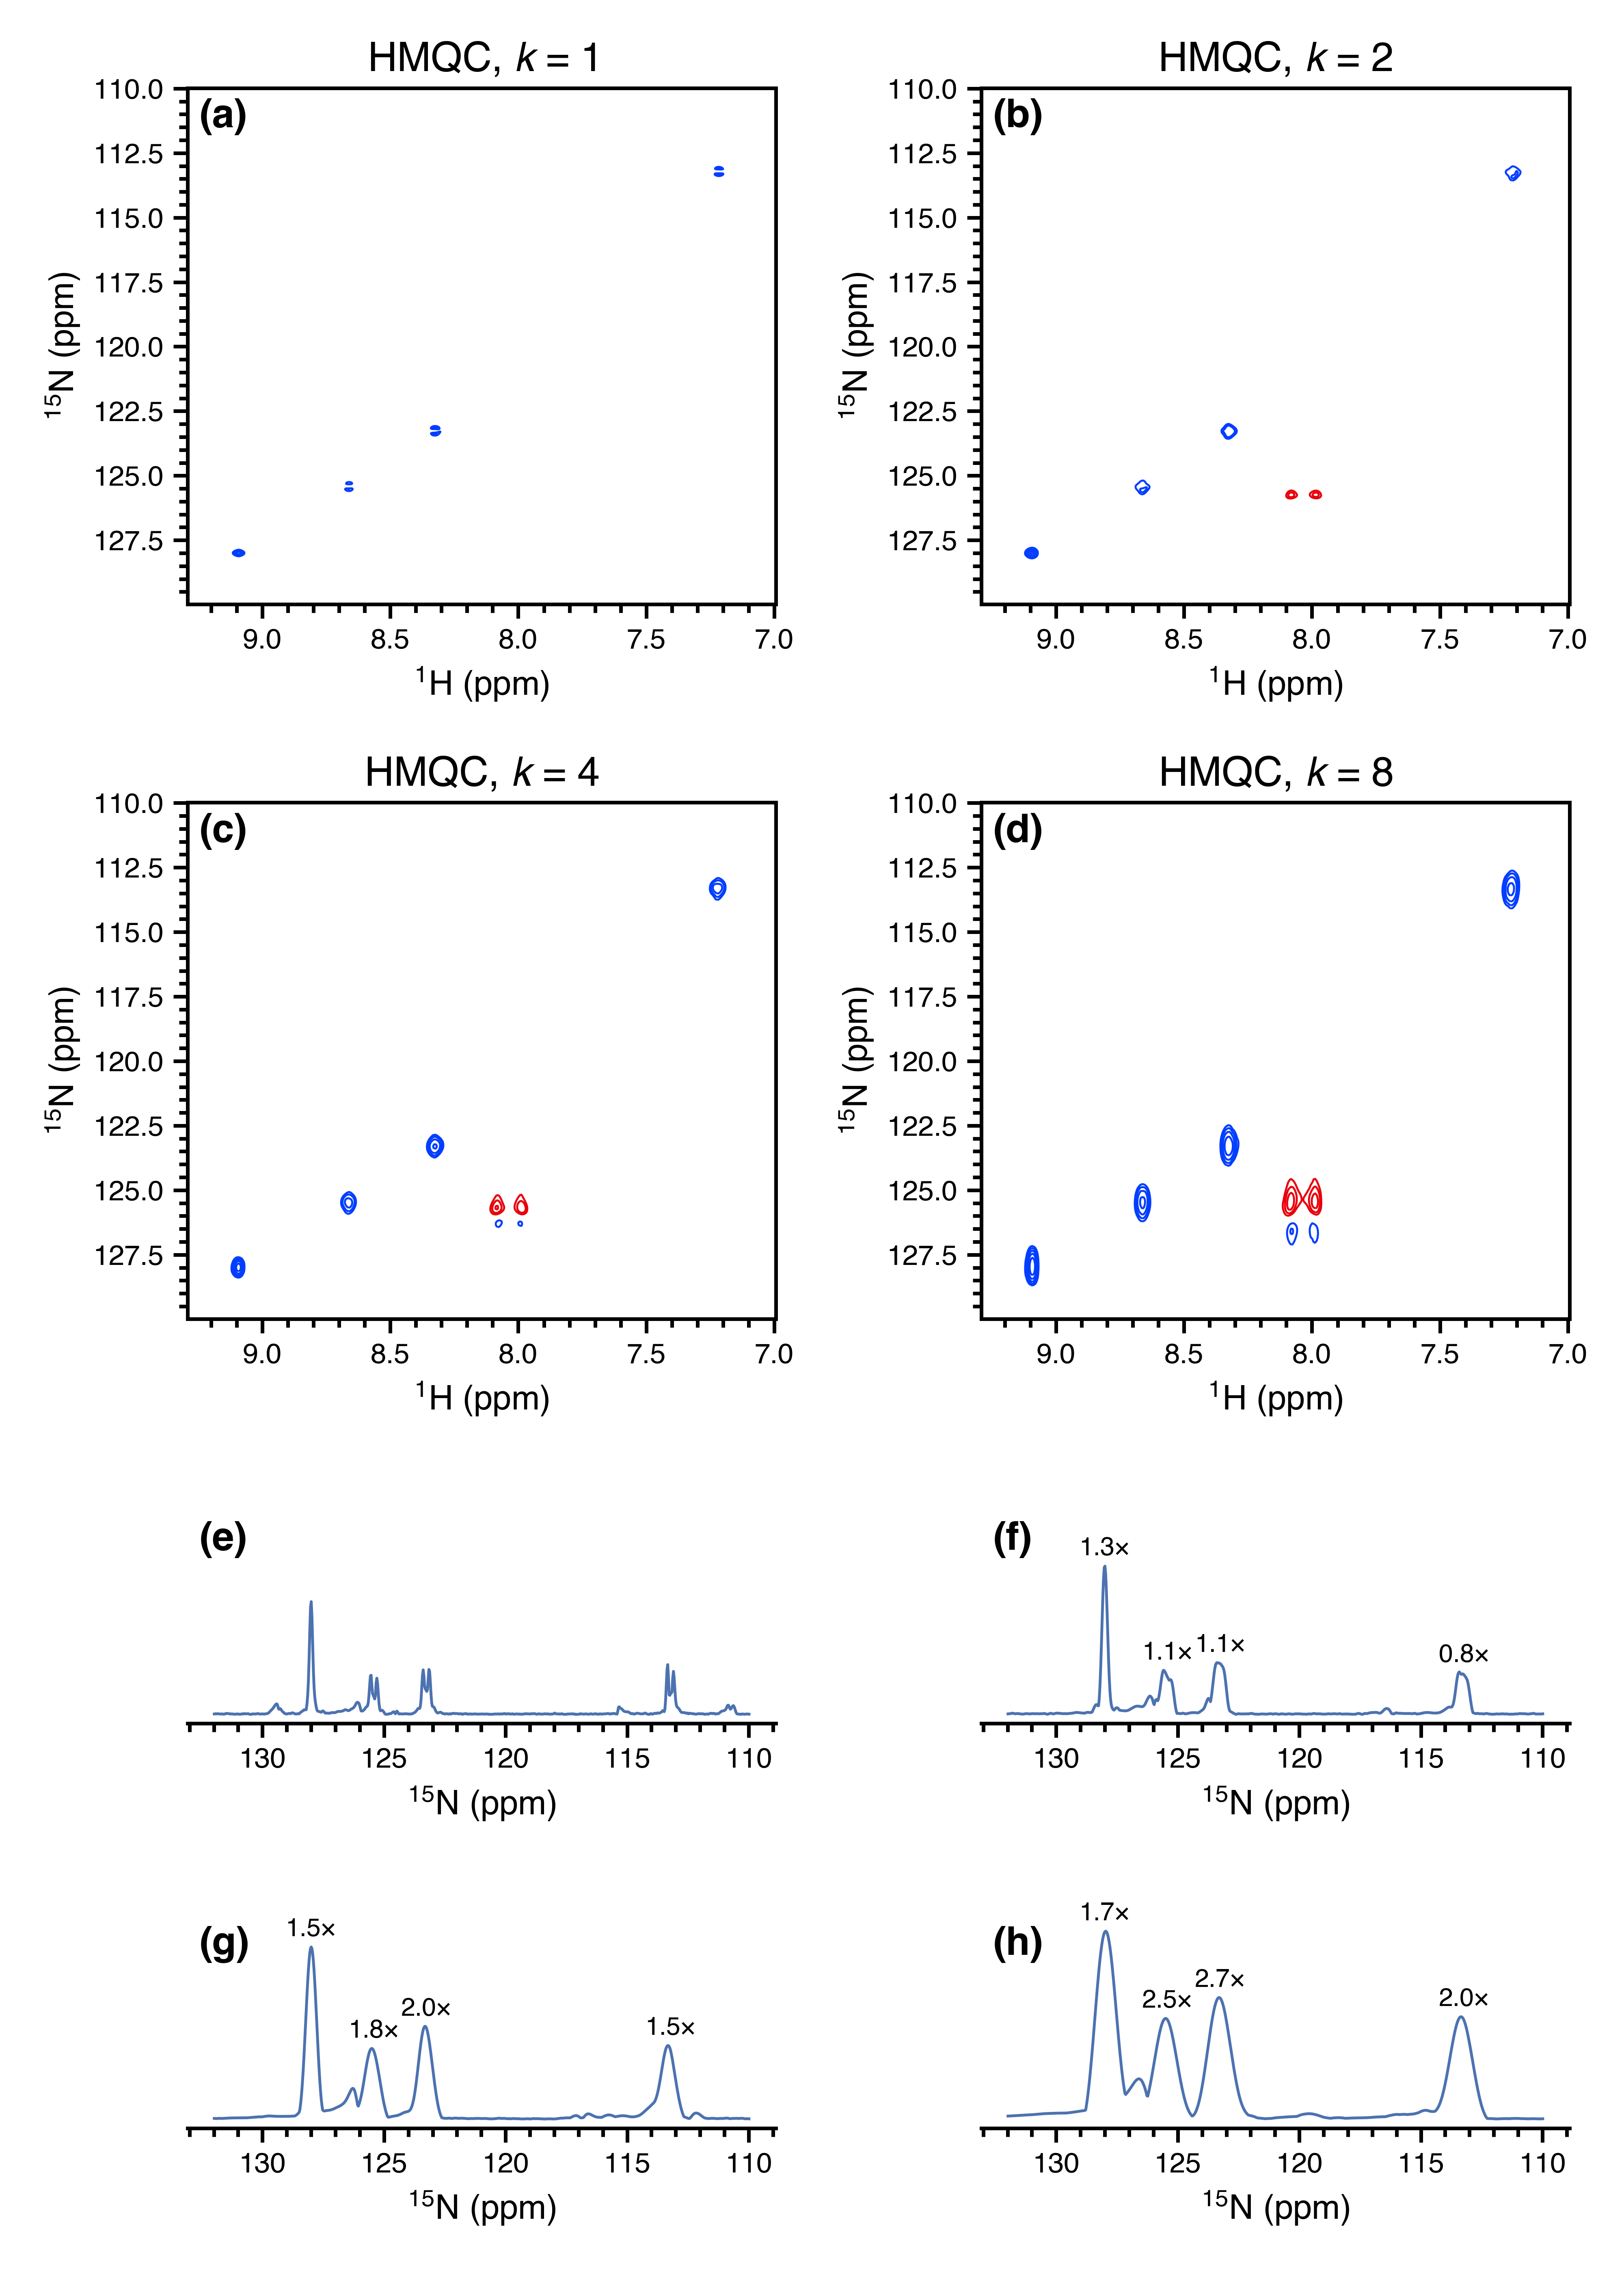 HMQC, k = 1
(a)
110.0
112.5
115.0
117.5
120.0
122.5
125.0
127.5
15N (ppm)
9.0 8.5 8.0 7.5 7.0
1H (ppm)
HMQC, k = 2
(b)
110.0
112.5
115.0
117.5
120.0
122.5
125.0
127.5
15N (ppm)
9.0 8.5 8.0 7.5 7.0
1H (ppm)
HMQC, k = 4
(c)
110.0
112.5
115.0
117.5
120.0
122.5
125.0
127.5
15N (ppm)
9.0 8.5 8.0 7.5 7.0
1H (ppm)
HMQC, k = 8
(d)
110.0
112.5
115.0
117.5
120.0
122.5
125.0
127.5
15N (ppm)
9.0 8.5 8.0 7.5 7.0
1H (ppm)
(e)
130 125 120 115 110
15N (ppm)
(f)
1.3×
1.1× 1.1×
0.8×
130 125 120 115 110
15N (ppm)
(g)
1.5×
1.8×
2.0×
1.5×
130 125 120 115 110
15N (ppm)
(h)
1.7×
2.5×
2.7×
2.0×
130 125 120 115 110
15N (ppm)